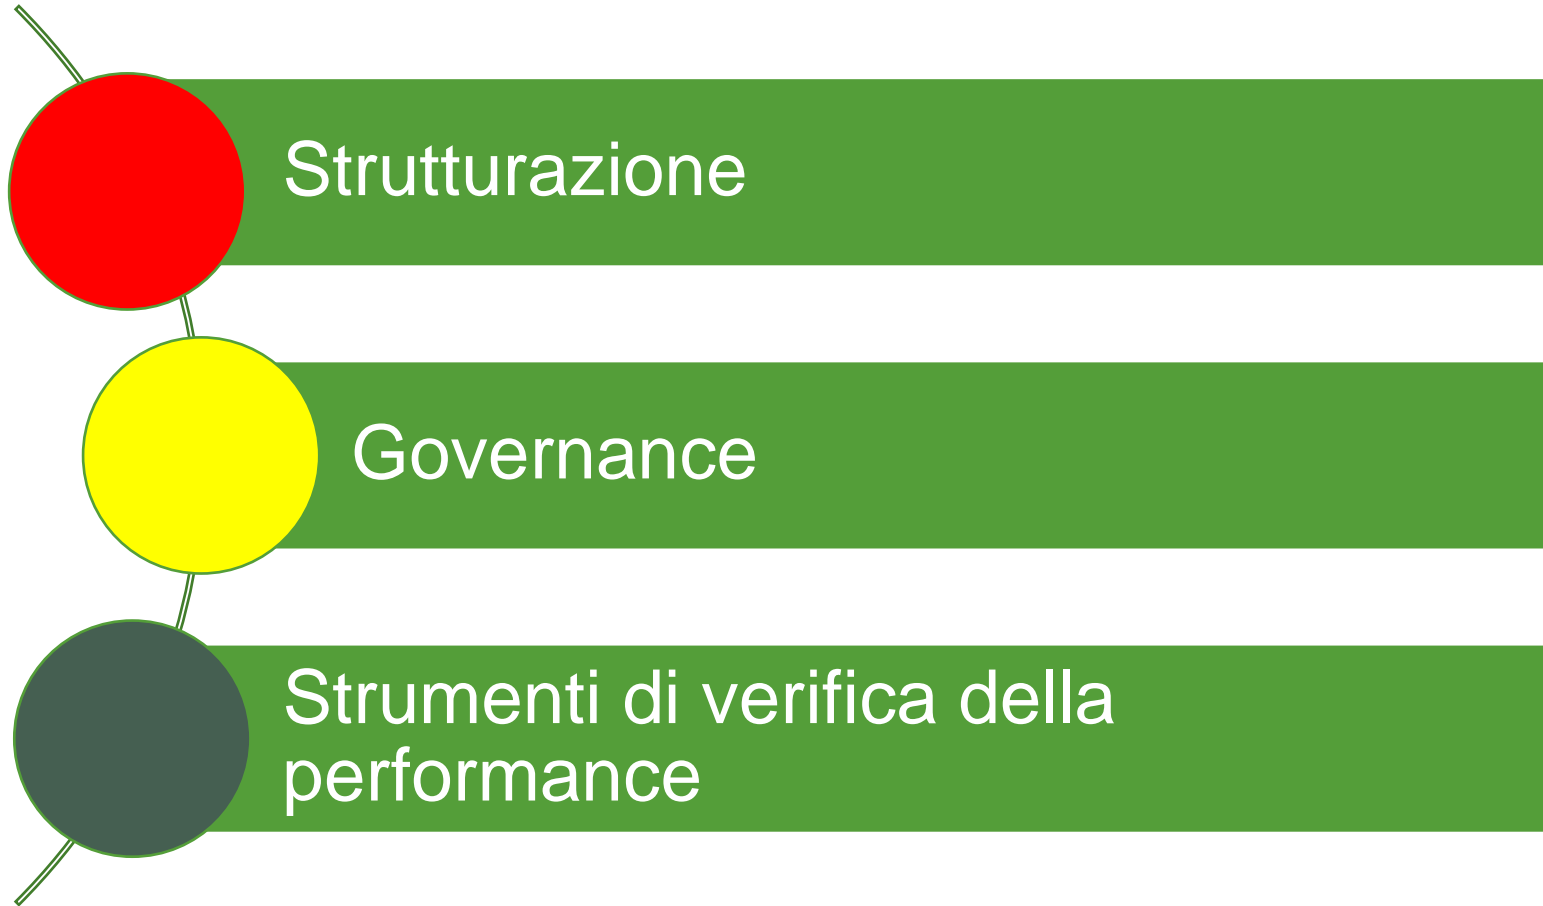 Strutturazione
Governance
Strumenti di verifica della
performance